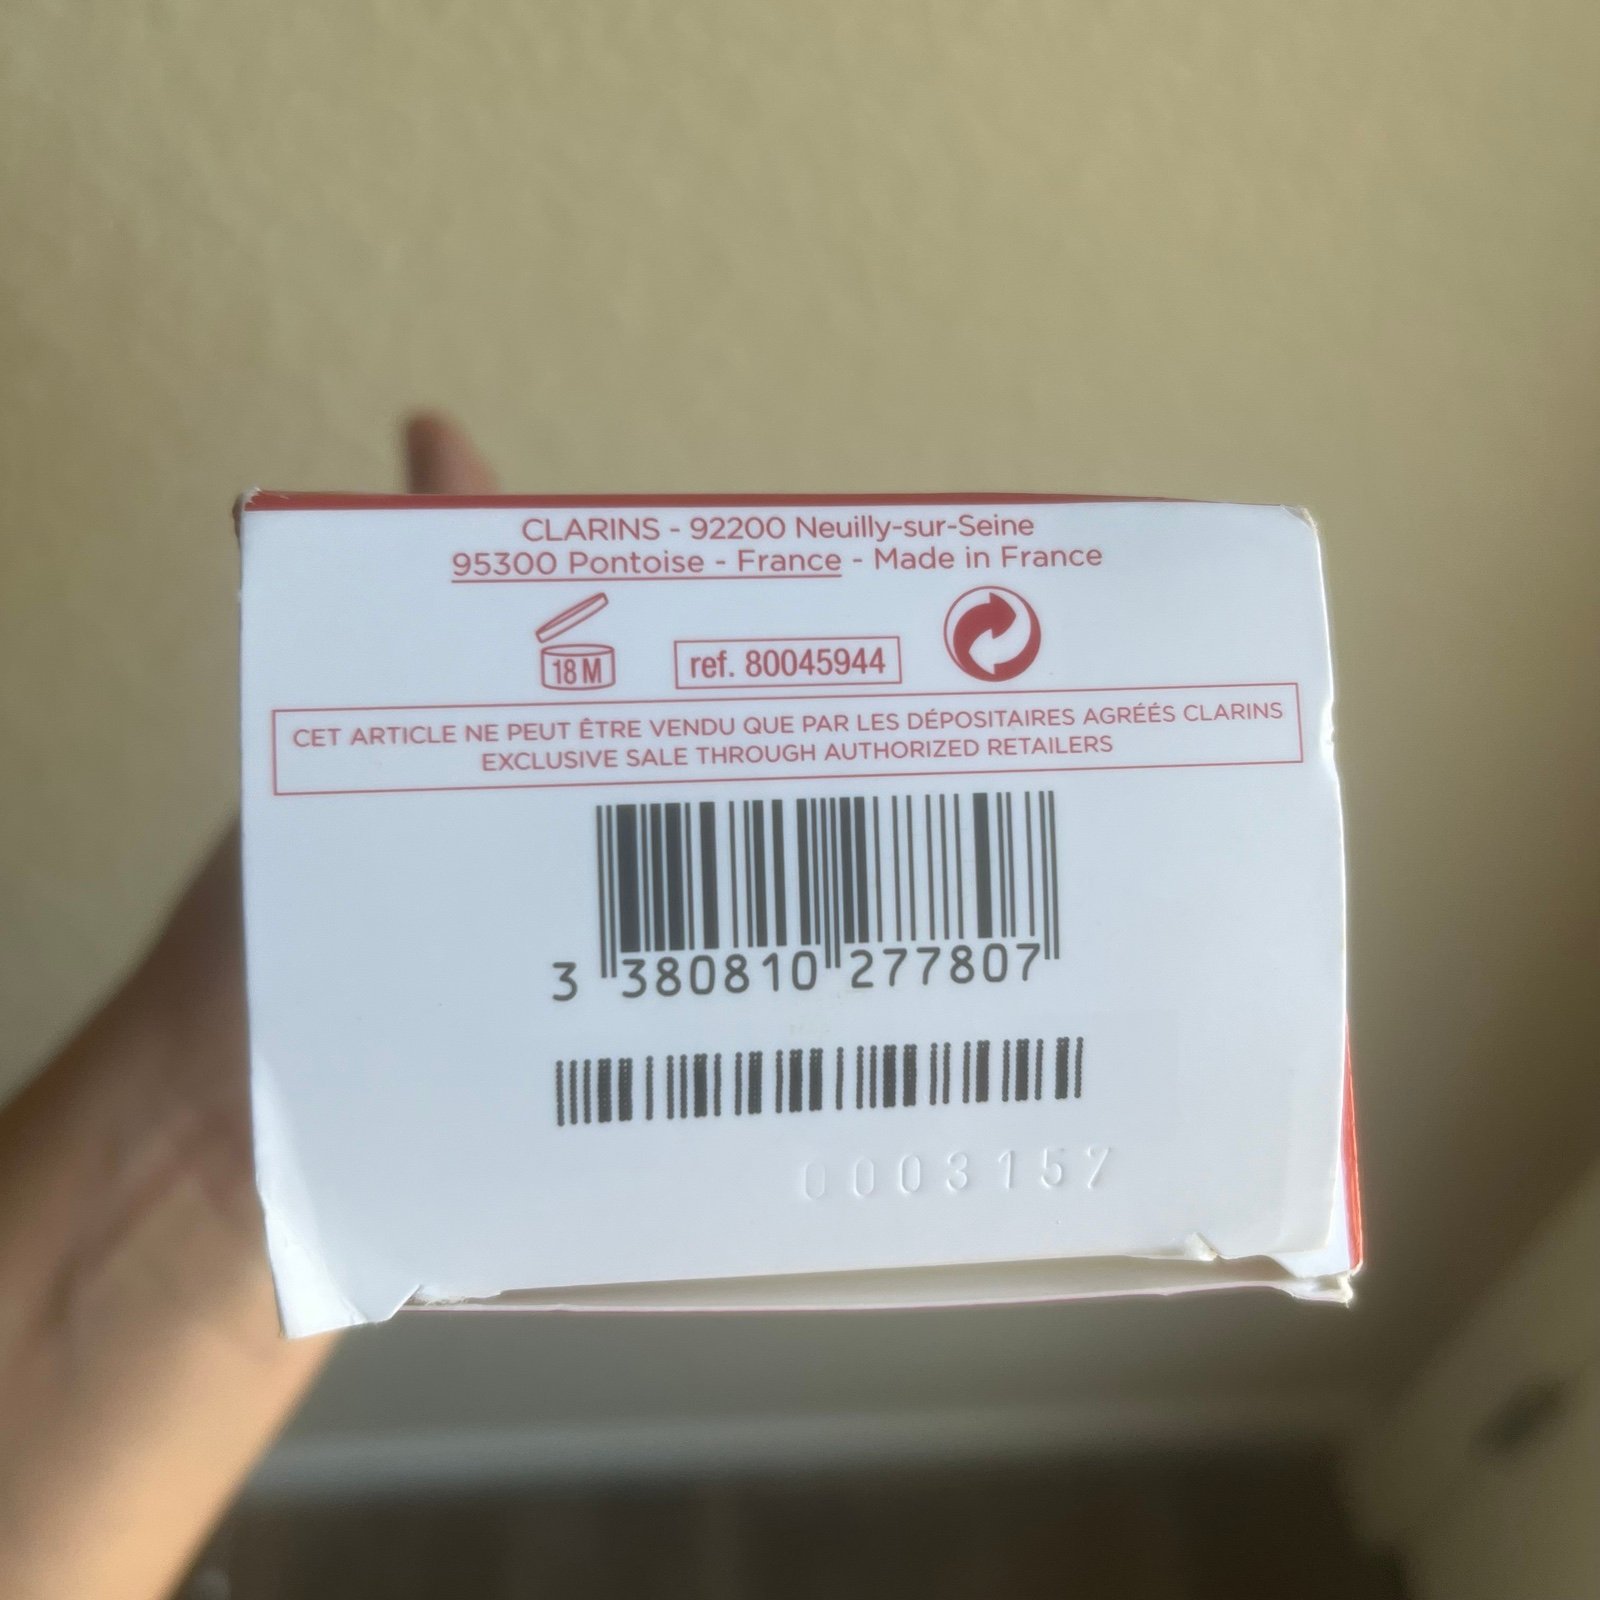 CLARINS - 92200 Neuilly-sur-Seine
95300 Pontoise - France - Made in France
18 M
ref. 80045944
CET ARTICLE NE PEUT ÊTRE VENDU QUE PAR LES DÉPOSITAIRES AGRÉÉS CLARINS
EXCLUSIVE SALE THROUGH AUTHORIZED RETAILERS
3 380810 277807
0003157